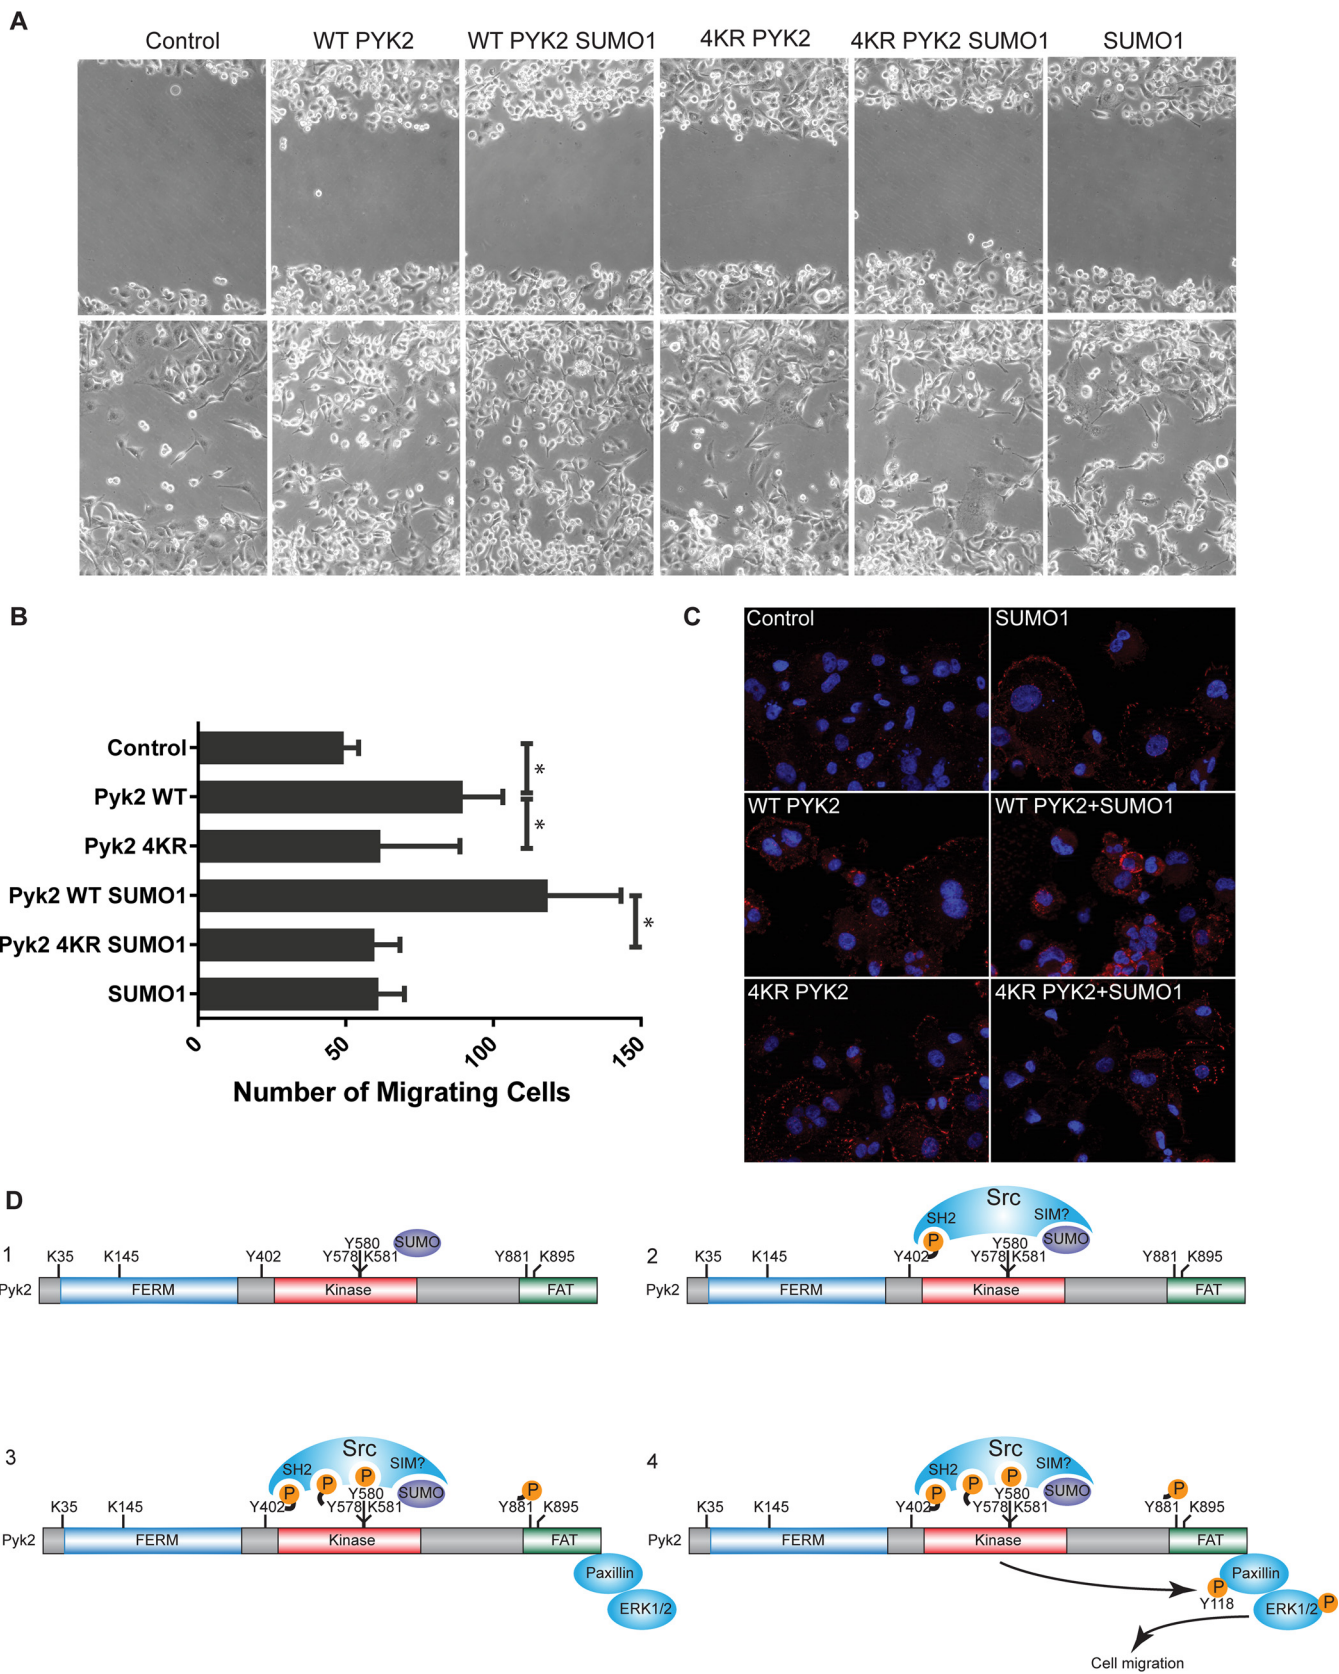 A
Control
WT PYK2
WT PYK2 SUMO1
4KR PYK2
4KR PYK2 SUMO1
SUMO1
B
Control
Pyk2 WT
Pyk2 4KR
Pyk2 WT SUMO1
Pyk2 4KR SUMO1
SUMO1
*
*
*
0
50
100
150
Number of Migrating Cells
C
Control
SUMO1
WT PYK2
WT PYK2+SUMO1
4KR PYK2
4KR PYK2+SUMO1
D
1
Y580
SUMO
K35
K145
Y402
Y578
K581
Y881
K895
Pyk2
FERM
Kinase
FAT
2
Src
SH2
SIM?
P
Y580
SUMO
K35
K145
Y402
Y578
K581
Y881
K895
Pyk2
FERM
Kinase
FAT
3
Src
SH2
SIM?
P
P
P
P
Y580
SUMO
K35
K145
Y402
Y578
K581
Y881
K895
Pyk2
FERM
Kinase
FAT
Paxillin
ERK1/2
4
Src
SH2
SIM?
P
P
P
P
Y580
SUMO
K35
K145
Y402
Y578
K581
Y881
K895
Pyk2
FERM
Kinase
FAT
Paxillin
P
Y118
ERK1/2
P
Cell migration